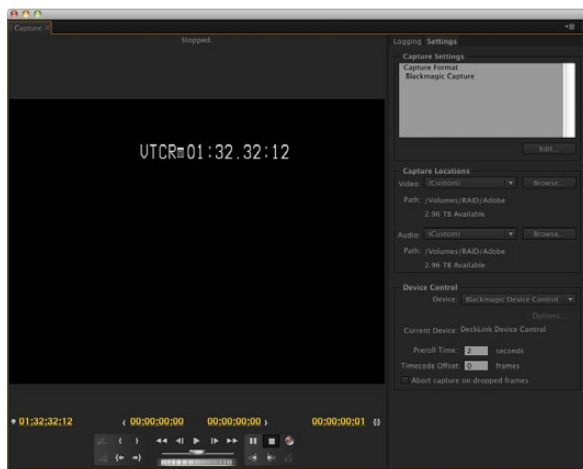 Capture
Stopped.
VTCR 01:32.32:12
01;32;32;12
00;00;00;00
00;00;00;00
00;00;00;01
Logging Settings
Capture Settings
Capture Format
Blackmagic Capture
Edit...
Capture Locations
Video: (Custom) Browse...
Path: /Volumes/RAID/Adobe
2.96 TB Available
Audio: (Custom) Browse...
Path: /Volumes/RAID/Adobe
2.96 TB Available
Device Control
Device: Blackmagic Device Control
Options...
Current Device: DeckLink Device Control
Preroll Time: 2 seconds
Timecode Offset: 0 frames
Abort capture on dropped frames